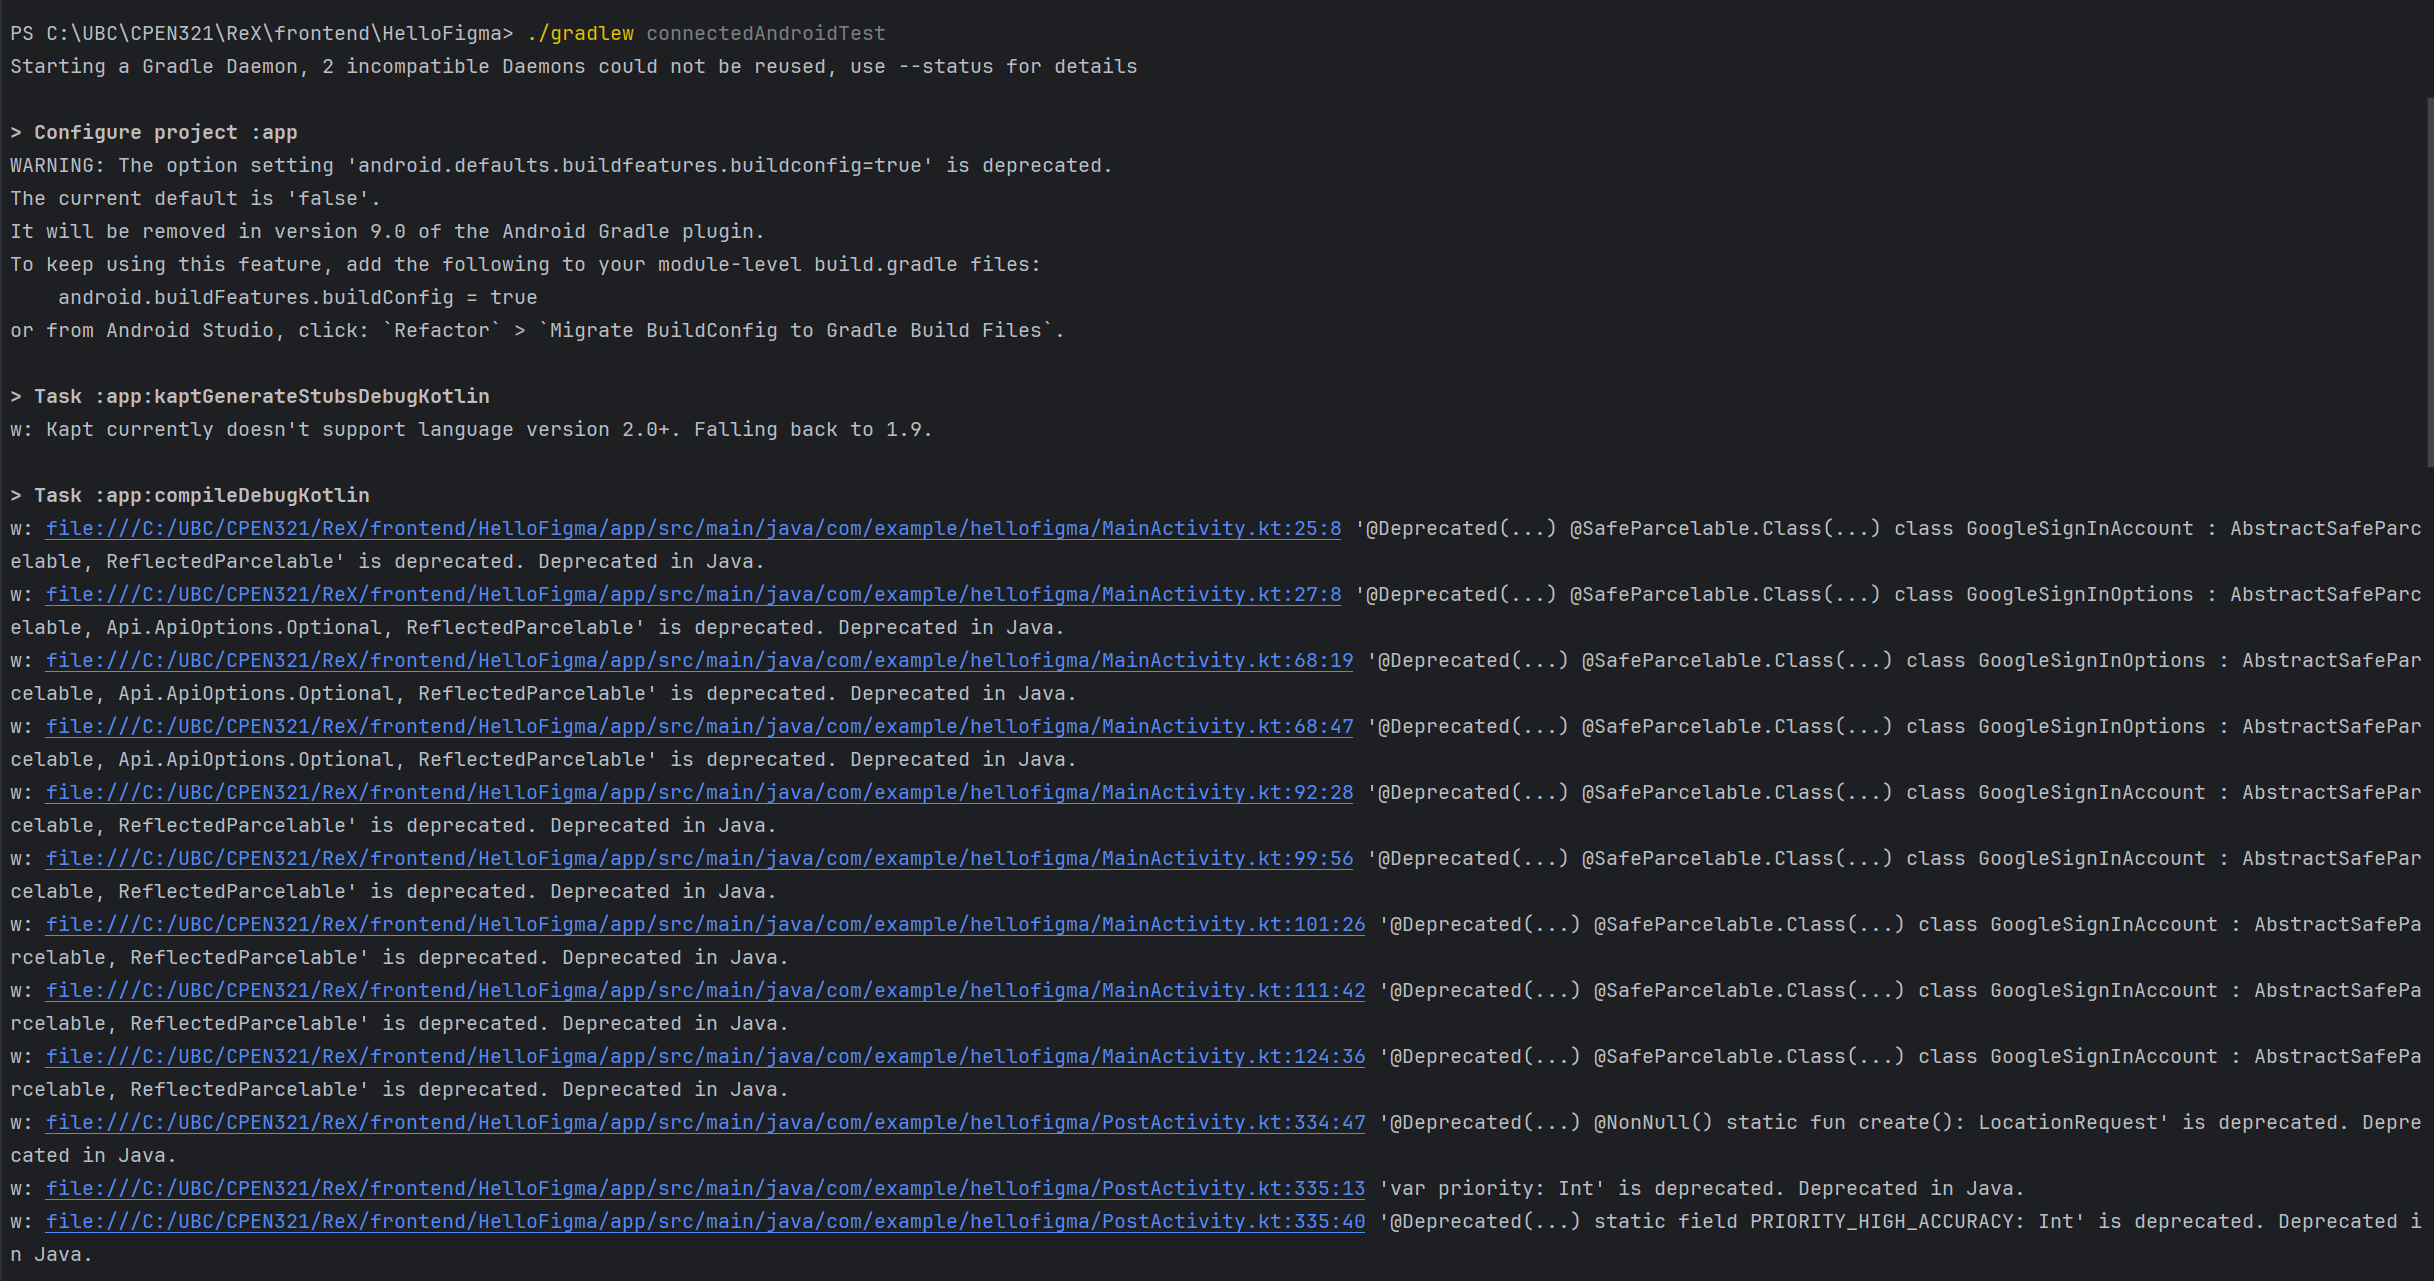 PS C:\UBC\CPEN321\ReX\frontend\HelloFigma> ./gradlew connectedAndroidTest
Starting a Gradle Daemon, 2 incompatible Daemons could not be reused, use --status for details
> Configure project :app
WARNING: The option setting 'android.defaults.buildfeatures.buildconfig=true' is deprecated.
The current default is 'false'.
It will be removed in version 9.0 of the Android Gradle plugin.
To keep using this feature, add the following to your module-level build.gradle files:
    android.buildFeatures.buildConfig = true
or from Android Studio, click: `Refactor` > `Migrate BuildConfig to Gradle Build Files`.
> Task :app:kaptGenerateStubsDebugKotlin
w: Kapt currently doesn't support language version 2.0+. Falling back to 1.9.
> Task :app:compileDebugKotlin
w: file:///C:/UBC/CPEN321/ReX/frontend/HelloFigma/app/src/main/java/com/example/hellofigma/MainActivity.kt:25:8 '@Deprecated(...) @SafeParcelable.Class(...) class GoogleSignInAccount : AbstractSafeParc
elable, ReflectedParcelable' is deprecated. Deprecated in Java.
w: file:///C:/UBC/CPEN321/ReX/frontend/HelloFigma/app/src/main/java/com/example/hellofigma/MainActivity.kt:27:8 '@Deprecated(...) @SafeParcelable.Class(...) class GoogleSignInOptions : AbstractSafeParc
elable, Api.ApiOptions.Optional, ReflectedParcelable' is deprecated. Deprecated in Java.
w: file:///C:/UBC/CPEN321/ReX/frontend/HelloFigma/app/src/main/java/com/example/hellofigma/MainActivity.kt:68:19 '@Deprecated(...) @SafeParcelable.Class(...) class GoogleSignInOptions : AbstractSafePar
celable, Api.ApiOptions.Optional, ReflectedParcelable' is deprecated. Deprecated in Java.
w: file:///C:/UBC/CPEN321/ReX/frontend/HelloFigma/app/src/main/java/com/example/hellofigma/MainActivity.kt:68:47 '@Deprecated(...) @SafeParcelable.Class(...) class GoogleSignInOptions : AbstractSafePar
celable, Api.ApiOptions.Optional, ReflectedParcelable' is deprecated. Deprecated in Java.
w: file:///C:/UBC/CPEN321/ReX/frontend/HelloFigma/app/src/main/java/com/example/hellofigma/MainActivity.kt:92:28 '@Deprecated(...) @SafeParcelable.Class(...) class GoogleSignInAccount : AbstractSafePar
celable, ReflectedParcelable' is deprecated. Deprecated in Java.
w: file:///C:/UBC/CPEN321/ReX/frontend/HelloFigma/app/src/main/java/com/example/hellofigma/MainActivity.kt:99:56 '@Deprecated(...) @SafeParcelable.Class(...) class GoogleSignInAccount : AbstractSafePar
celable, ReflectedParcelable' is deprecated. Deprecated in Java.
w: file:///C:/UBC/CPEN321/ReX/frontend/HelloFigma/app/src/main/java/com/example/hellofigma/MainActivity.kt:101:26 '@Deprecated(...) @SafeParcelable.Class(...) class GoogleSignInAccount : AbstractSafePa
rcelable, ReflectedParcelable' is deprecated. Deprecated in Java.
w: file:///C:/UBC/CPEN321/ReX/frontend/HelloFigma/app/src/main/java/com/example/hellofigma/MainActivity.kt:111:42 '@Deprecated(...) @SafeParcelable.Class(...) class GoogleSignInAccount : AbstractSafePa
rcelable, ReflectedParcelable' is deprecated. Deprecated in Java.
w: file:///C:/UBC/CPEN321/ReX/frontend/HelloFigma/app/src/main/java/com/example/hellofigma/MainActivity.kt:124:36 '@Deprecated(...) @SafeParcelable.Class(...) class GoogleSignInAccount : AbstractSafePa
rcelable, ReflectedParcelable' is deprecated. Deprecated in Java.
w: file:///C:/UBC/CPEN321/ReX/frontend/HelloFigma/app/src/main/java/com/example/hellofigma/PostActivity.kt:334:47 '@Deprecated(...) @NonNull() static fun create(): LocationRequest' is deprecated. Depre
cated in Java.
w: file:///C:/UBC/CPEN321/ReX/frontend/HelloFigma/app/src/main/java/com/example/hellofigma/PostActivity.kt:335:13 'var priority: Int' is deprecated. Deprecated in Java.
w: file:///C:/UBC/CPEN321/ReX/frontend/HelloFigma/app/src/main/java/com/example/hellofigma/PostActivity.kt:335:40 '@Deprecated(...) static field PRIORITY_HIGH_ACCURACY: Int' is deprecated. Deprecated i
n Java.